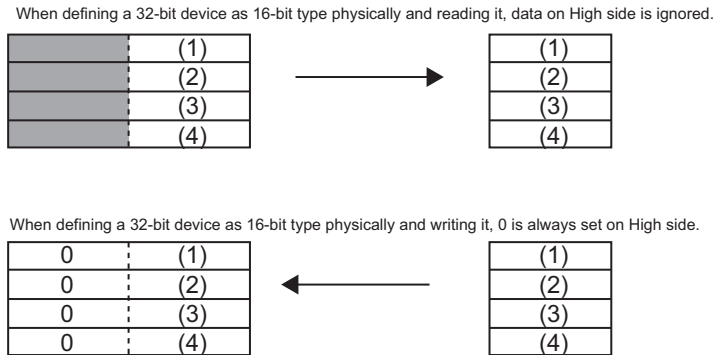 When defining a 32-bit device as 16-bit type physically and reading it, data on High side is ignored.
(1) (1)
(2) (2)
(3) (3)
(4) (4)
When defining a 32-bit device as 16-bit type physically and writing it, 0 is always set on High side.
0 (1) (1)
0 (2) (2)
0 (3) (3)
0 (4) (4)